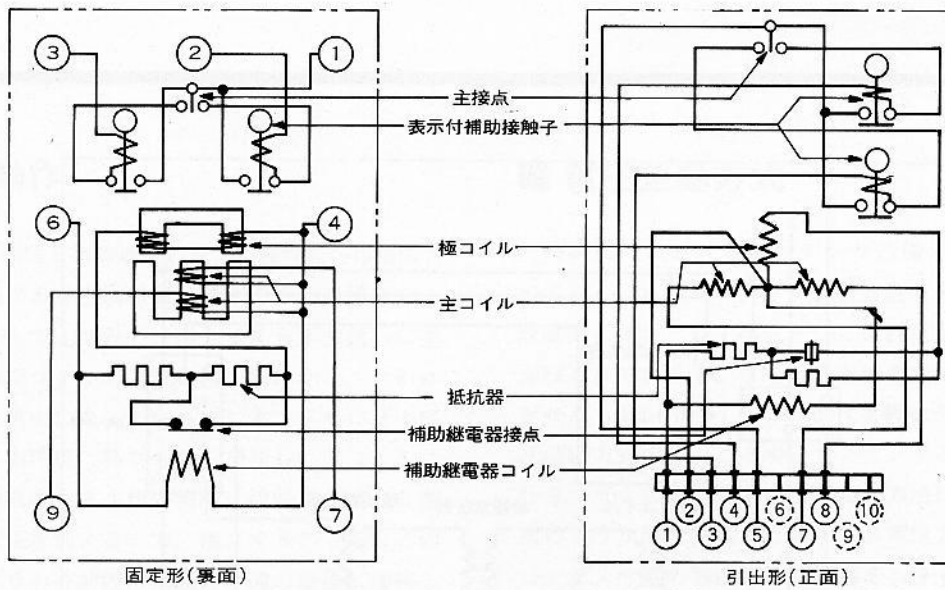 ③ ② ①
主接点
表示付補助接触子
⑥ ④
極コイル
主コイル
抵抗器
補助継電器接点
補助継電器コイル
⑨ ⑦
② ④ ⑥ ⑧ ⑩
① ③ ⑤ ⑦ ⑨
固定形(裏面)
引出形(正面)